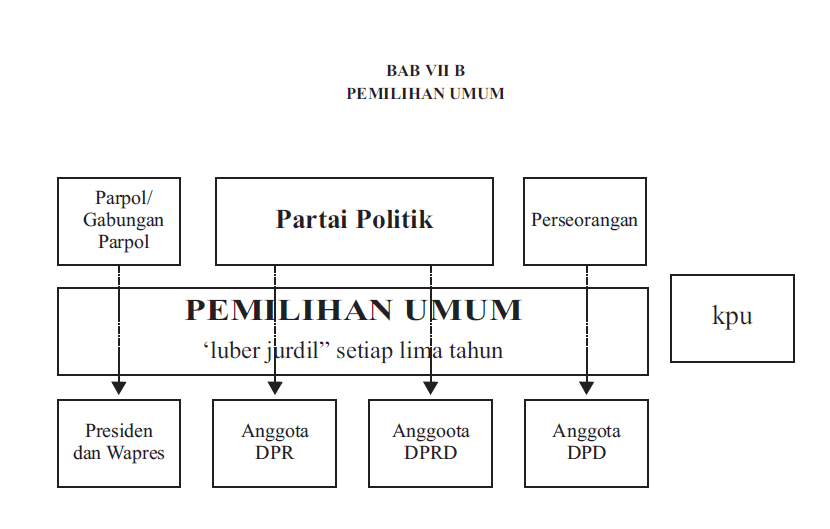 BAB VII B
PEMILIHAN UMUM
Parpol/
Gabungan
Parpol
Partai Politik
Perseorangan
PEMILIHAN UMUM
‘luber jurdil” setiap lima tahun
kpu
Presiden
dan Wapres
Anggota
DPR
Anggoota
DPRD
Anggota
DPD